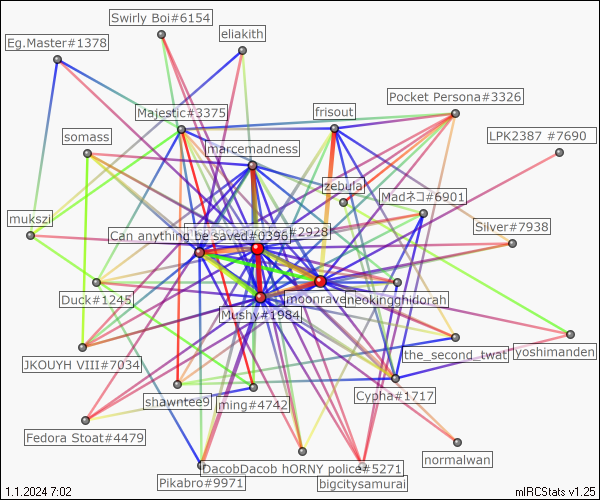 Swirly Boi#6154
eliakith
Eg.Master#1378
Pocket Persona#3326
Majestic#3375
frisout
LPK2387 #7690
somass
marcemadness
zebula
Madネコ#6901
mukszi
Silver#7938
Can anything be saved#0396
#2928
Duck#1245
moonraven
neokingghidorah
Mushy#1984
the_second_twat
yoshimanden
JKOUYH VIII#7034
shawntee9
ming#4742
Cypha#1717
Fedora Stoat#4479
normalwan
DacobDacob hORNY police#5271
Pikabro#9971
bigcitysamurai
1.1.2024 7:02
mIRCStats v1.25